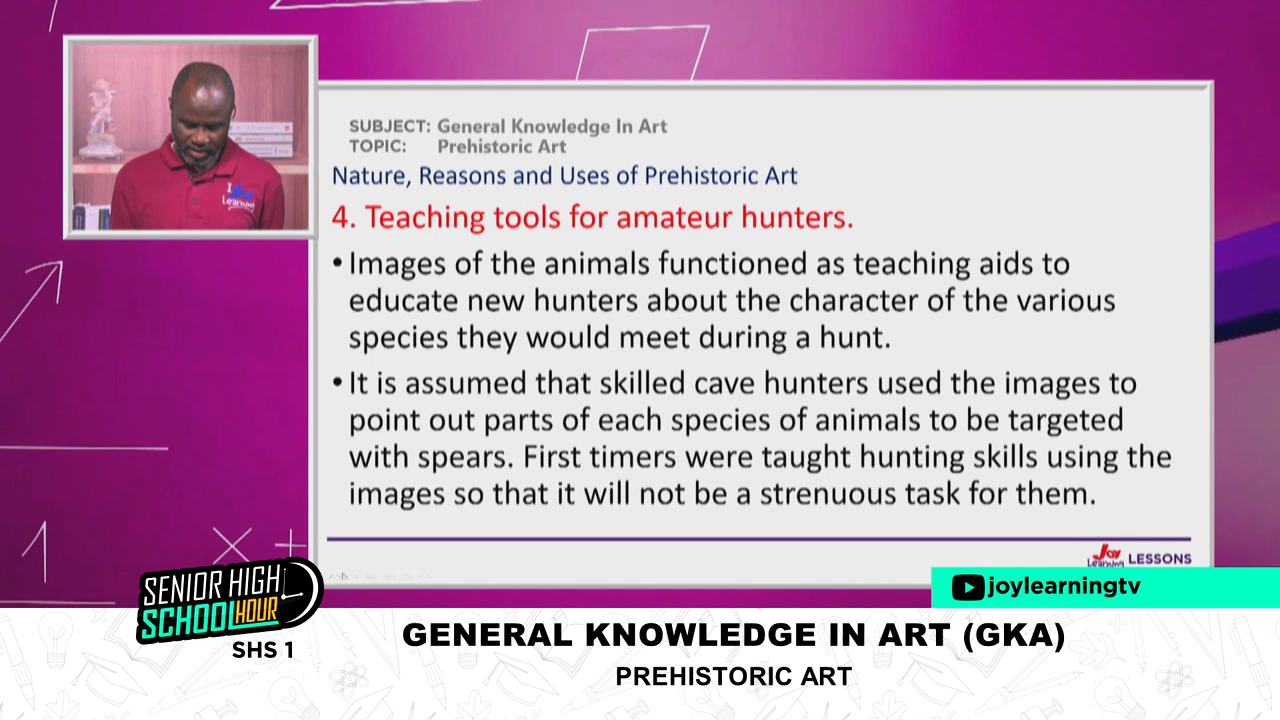 SUBJECT: General Knowledge In Art
TOPIC: Prehistoric Art
Nature, Reasons and Uses of Prehistoric Art
4. Teaching tools for amateur hunters.
• Images of the animals functioned as teaching aids to
educate new hunters about the character of the various
species they would meet during a hunt.
• It is assumed that skilled cave hunters used the images to
point out parts of each species of animals to be targeted
with spears. First timers were taught hunting skills using the
images so that it will not be a strenuous task for them.
I
Learning
Joy
Learning LESSONS
joylearningtv
SENIOR HIGH
SCHOOL HOUR
SHS 1
GENERAL KNOWLEDGE IN ART (GKA)
PREHISTORIC ART